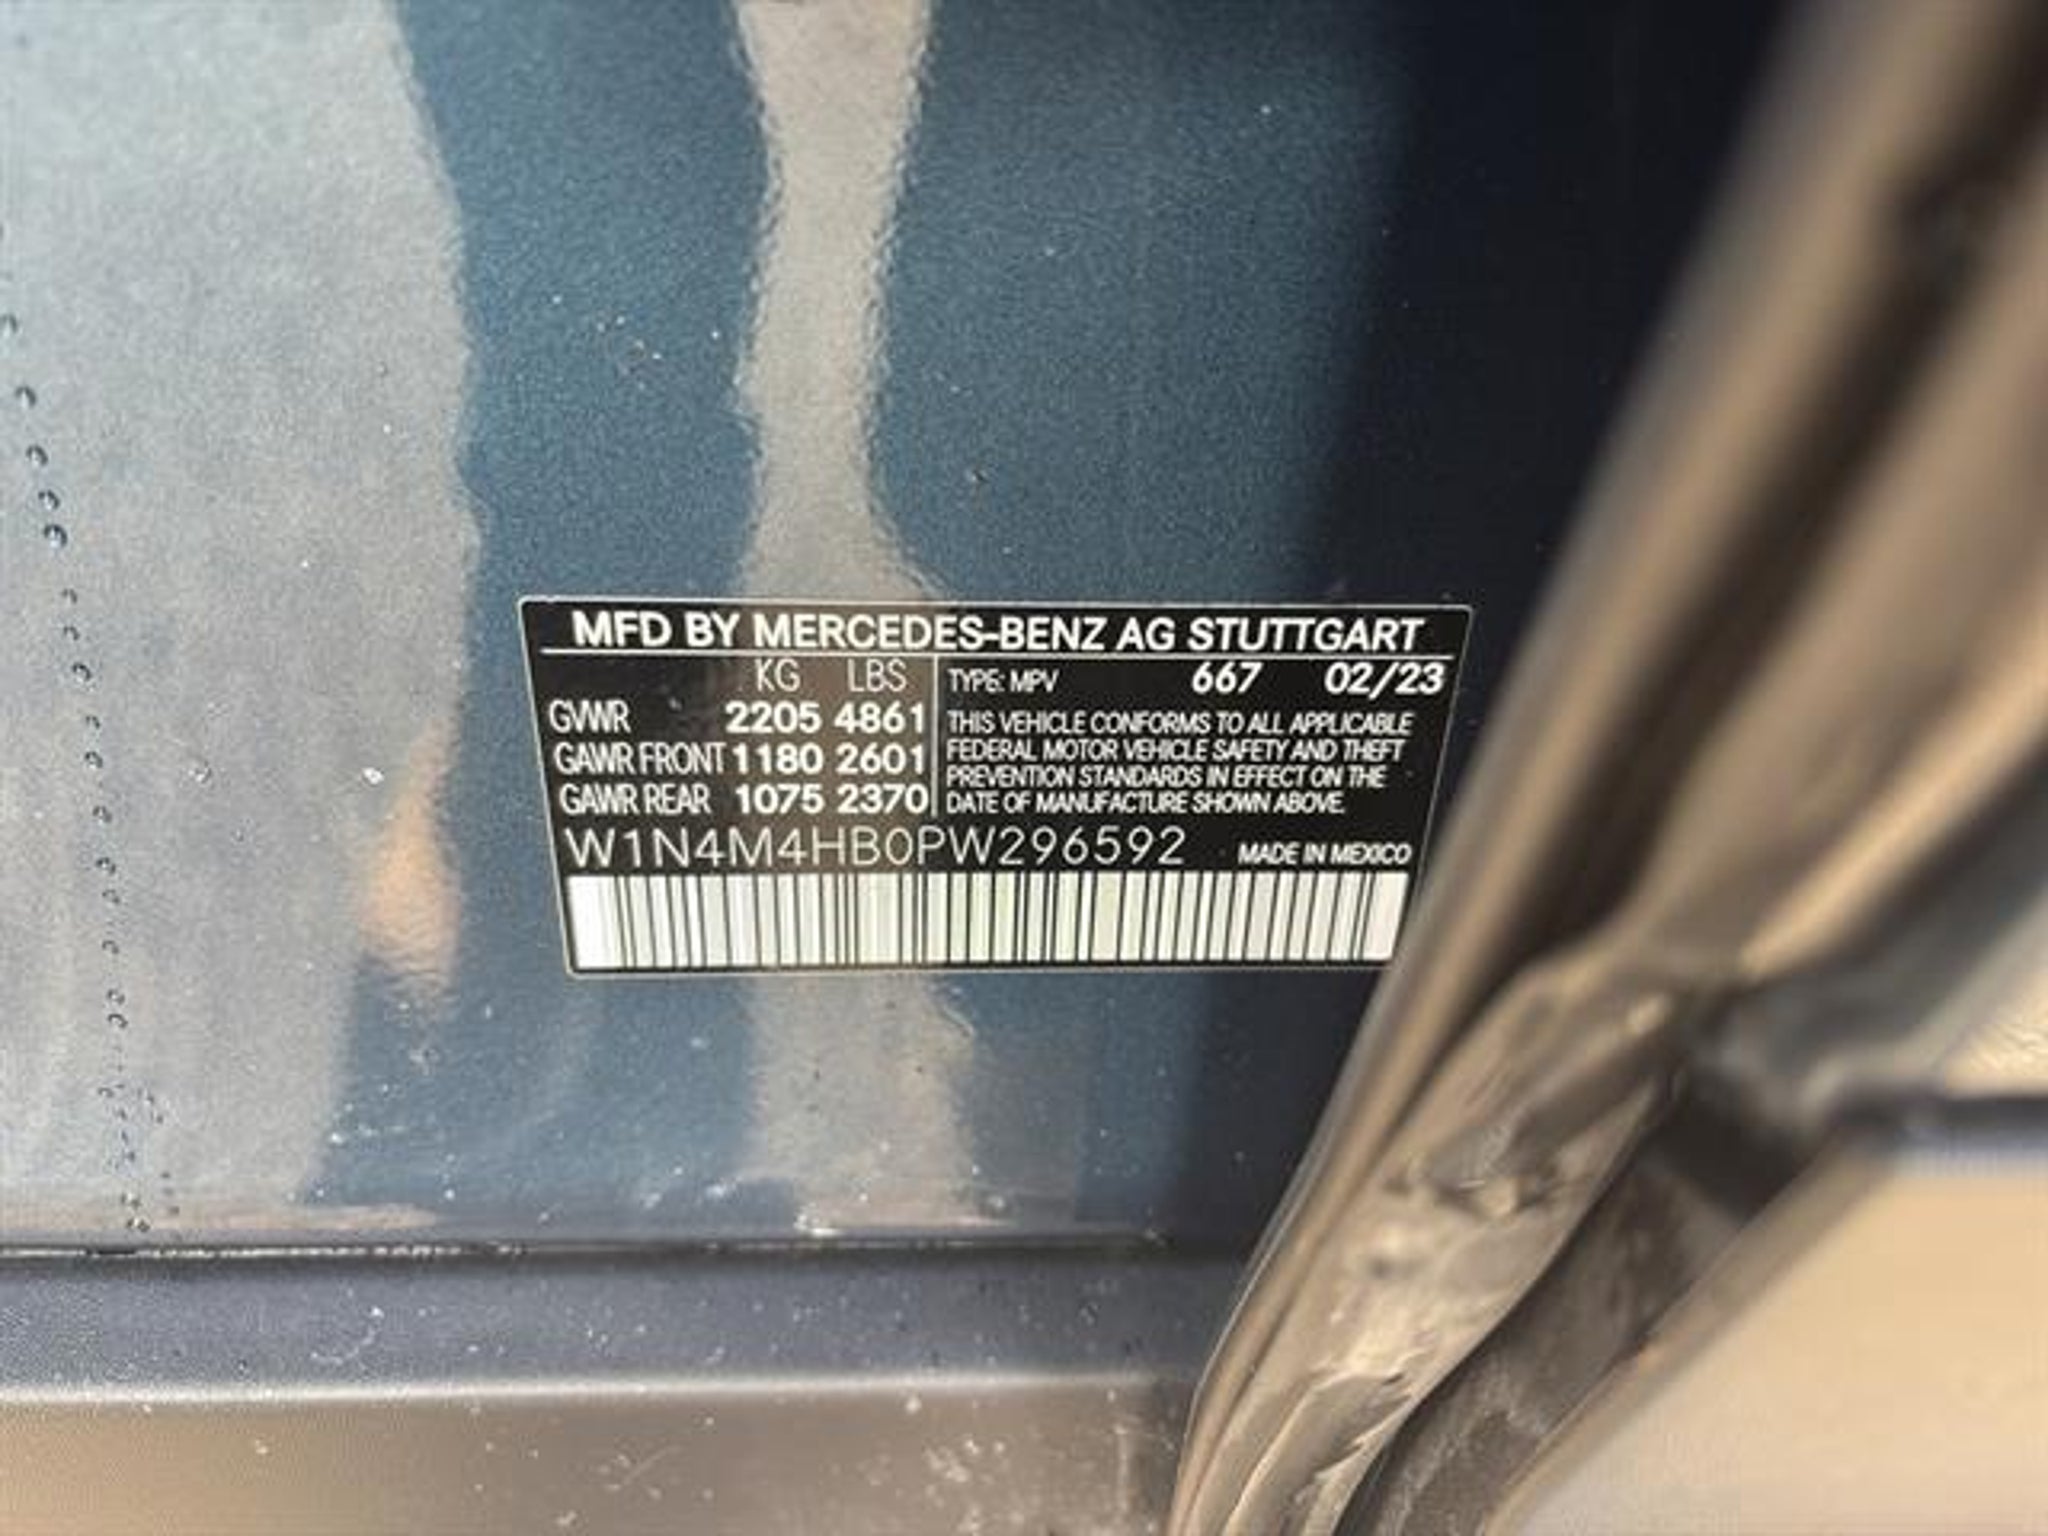 MFD BY MERCEDES-BENZ AG STUTTGART
KG LBS
GVWR 2205 4861
GAWR FRONT 1180 2601
GAWR REAR 1075 2370
TYPE: MPV 667 02/23
THIS VEHICLE CONFORMS TO ALL APPLICABLE
FEDERAL MOTOR VEHICLE SAFETY AND THEFT
PREVENTION STANDARDS IN EFFECT ON THE
DATE OF MANUFACTURE SHOWN ABOVE.
W1N4M4HB0PW296592 MADE IN MEXICO